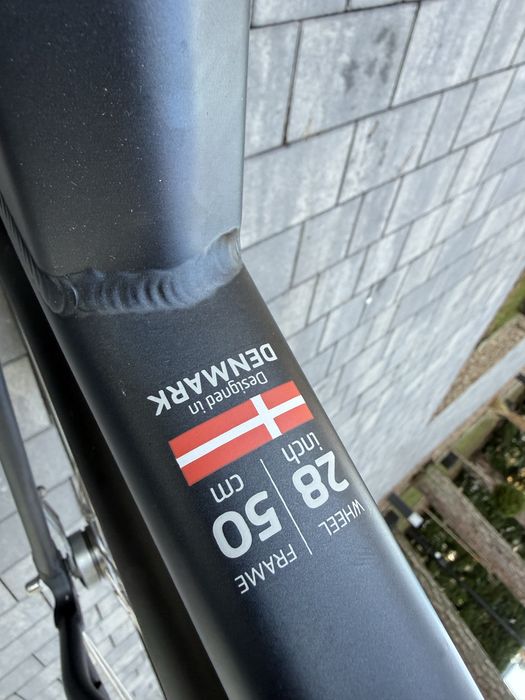 WHEEL
28
inch
FRAME
50
cm
Designed in
DENMARK